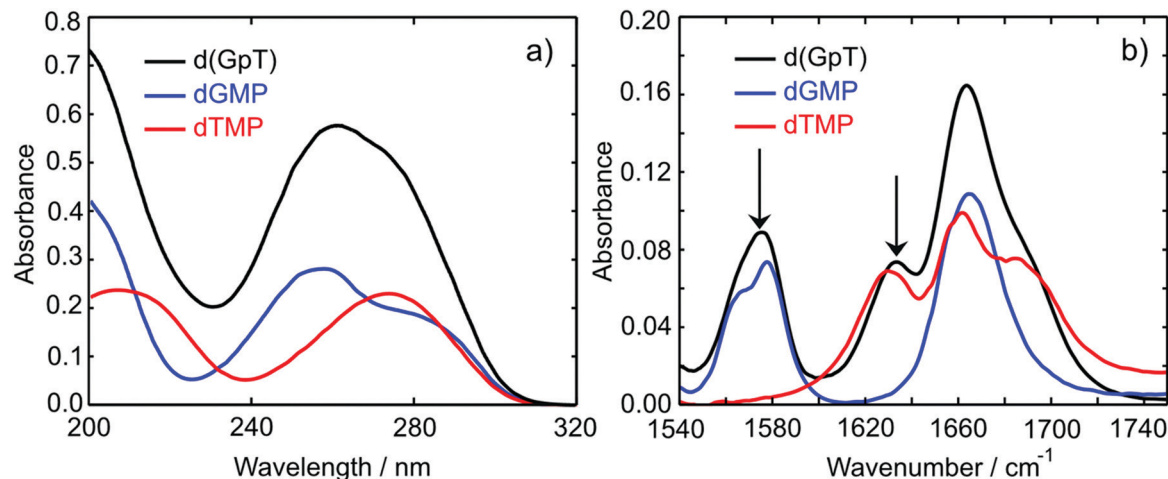 a)
d(GpT)
dGMP
dTMP
Absorbance
0.8
0.7
0.6
0.5
0.4
0.3
0.2
0.1
0.0
200 240 280 320
Wavelength / nm
b)
d(GpT)
dGMP
dTMP
Absorbance
0.20
0.16
0.12
0.08
0.04
0.00
1540 1580 1620 1660 1700 1740
Wavenumber / cm⁻¹